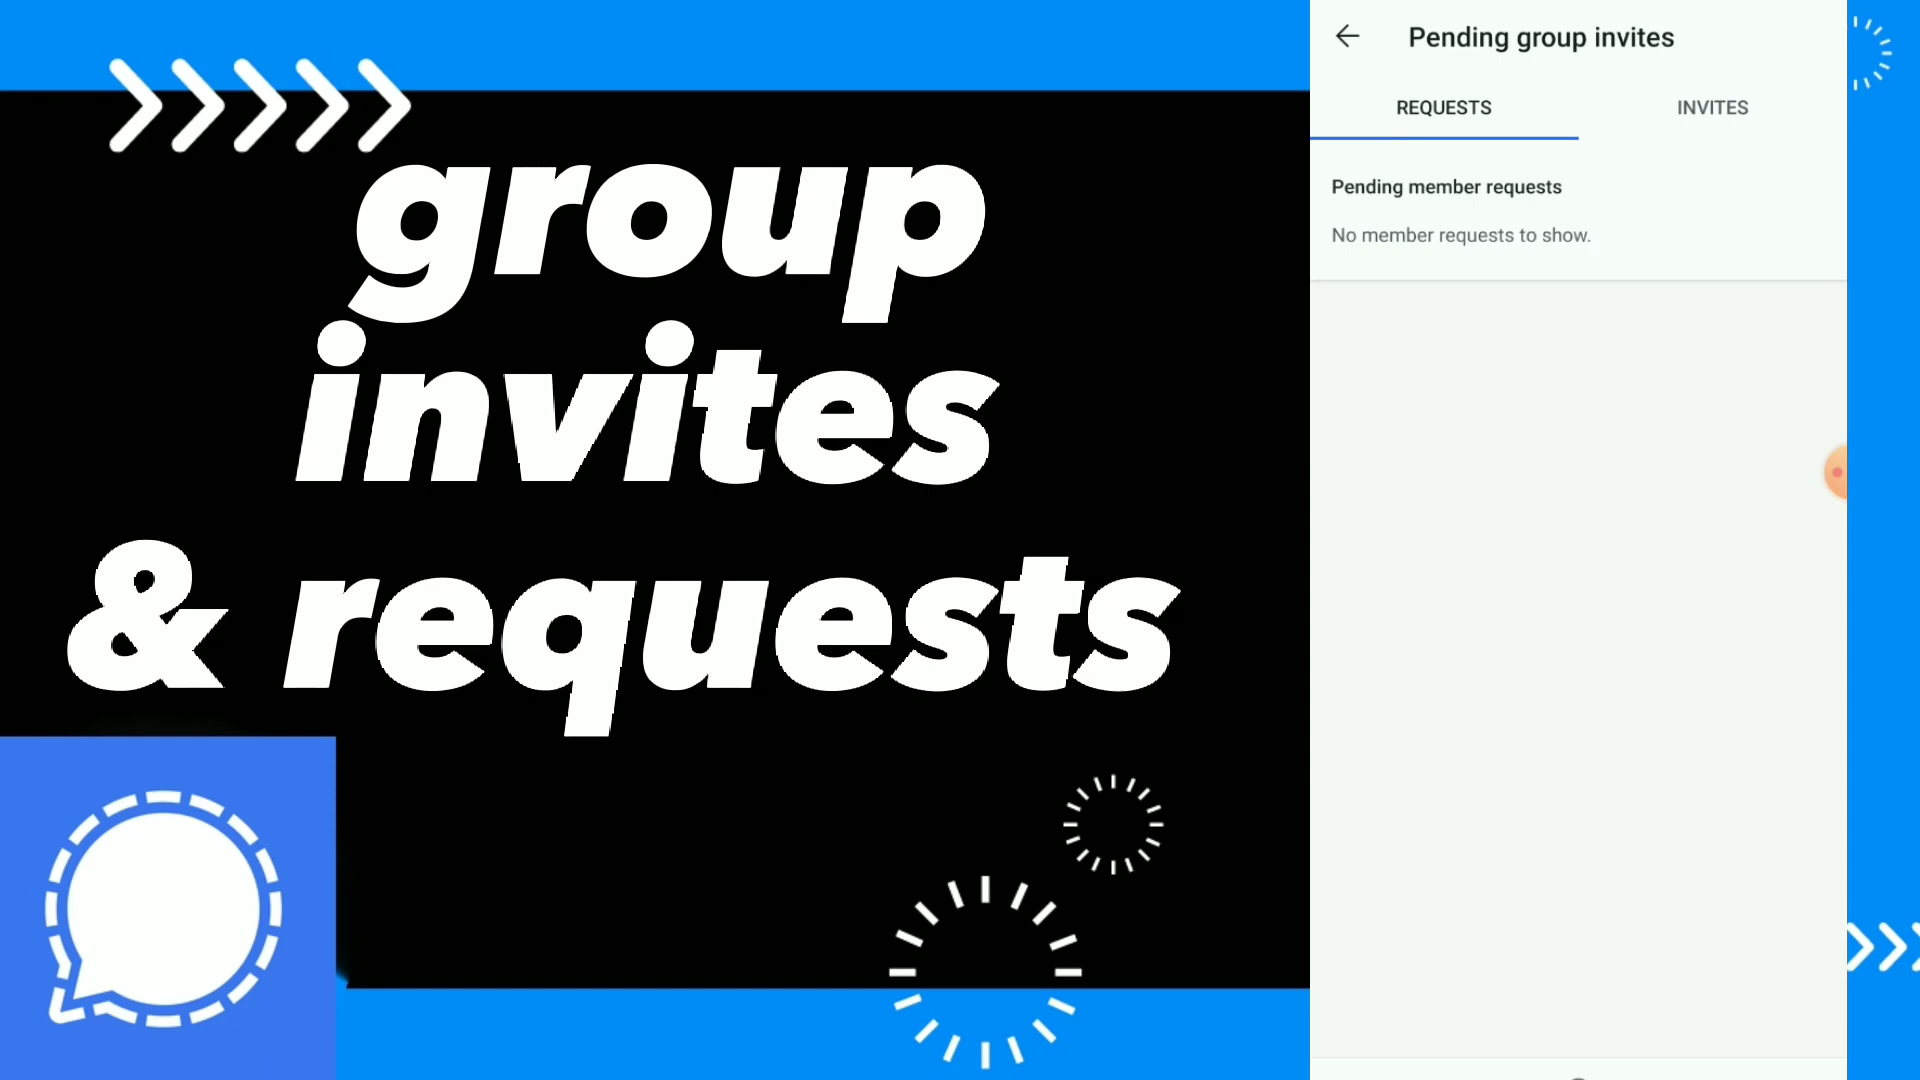 group
invites
& requests
Pending group invites
REQUESTS
INVITES
Pending member requests
No member requests to show.